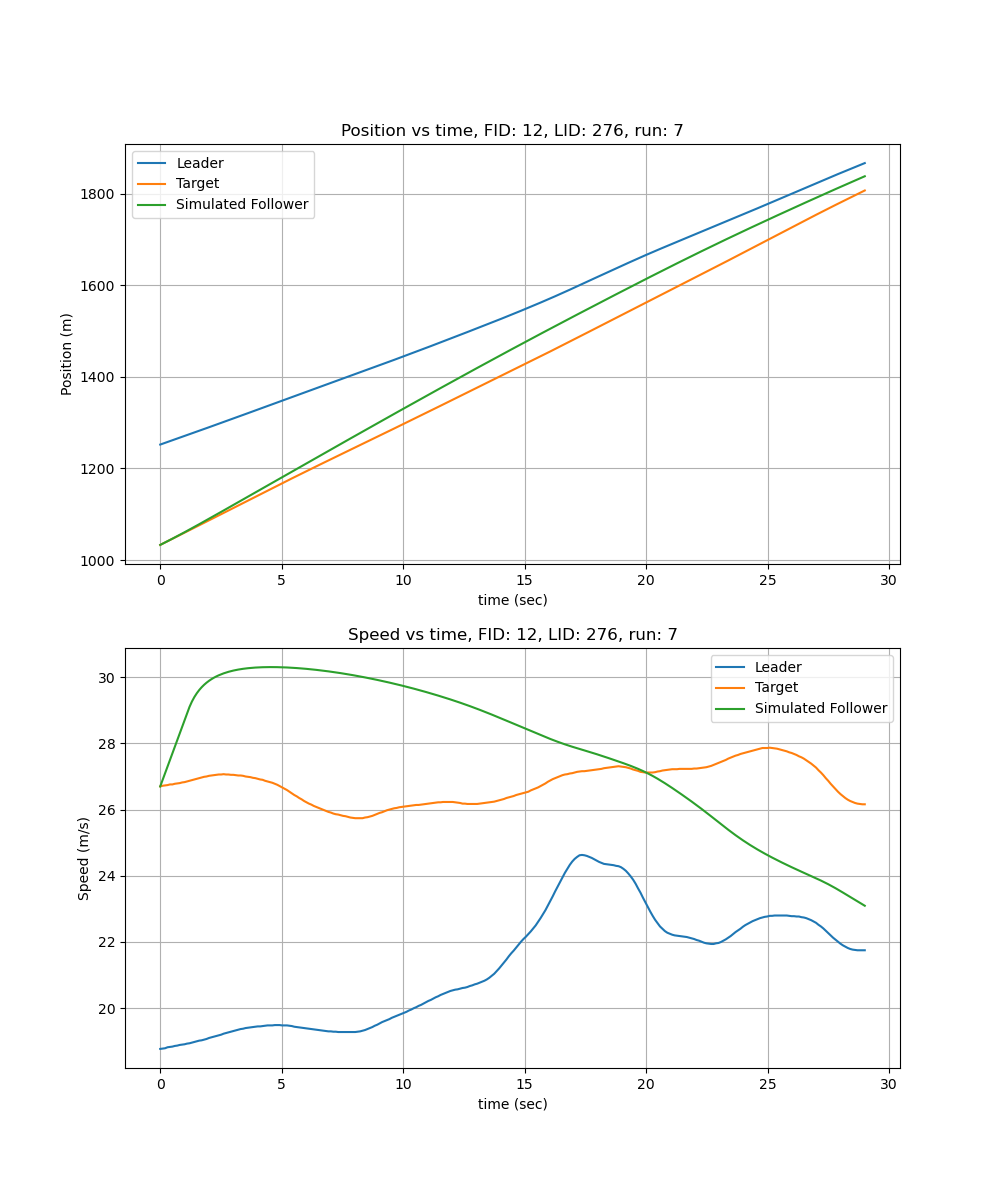 Position vs time, FID: 12, LID: 276, run: 7
Leader
Target
Simulated Follower
1800
1600
1400
1200
1000
Position (m)
0 5 10 15 20 25 30
time (sec)
Speed vs time, FID: 12, LID: 276, run: 7
Leader
Target
Simulated Follower
30
28
26
24
22
20
Speed (m/s)
0 5 10 15 20 25 30
time (sec)